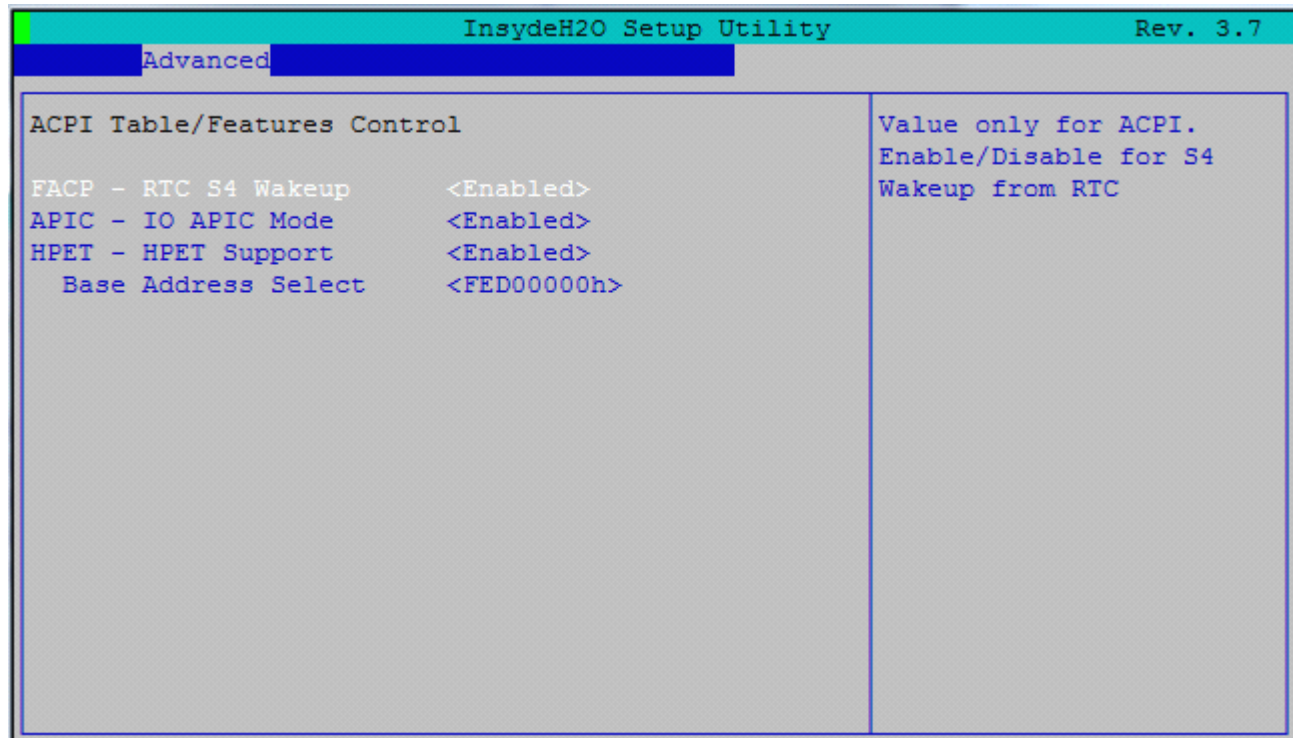 InsydeH2O Setup Utility Rev. 3.7
Advanced
ACPI Table/Features Control
FACP - RTC S4 Wakeup <Enabled>
APIC - IO APIC Mode <Enabled>
HPET - HPET Support <Enabled>
Base Address Select <FED00000h>
Value only for ACPI.
Enable/Disable for S4
Wakeup from RTC